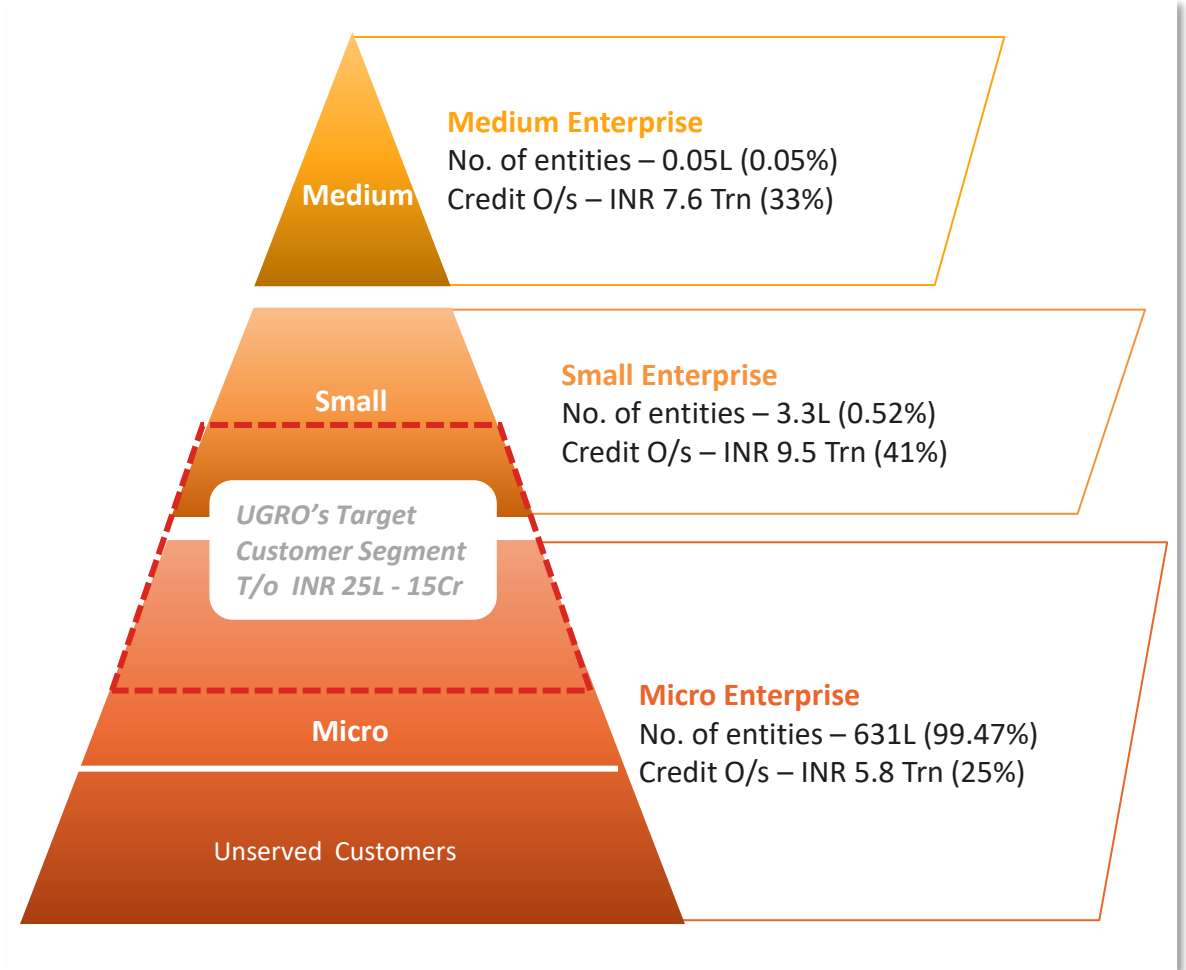 Medium Enterprise
No. of entities – 0.05L (0.05%)
Credit O/s – INR 7.6 Trn (33%)
Medium
Small Enterprise
No. of entities – 3.3L (0.52%)
Credit O/s – INR 9.5 Trn (41%)
Small
UGRO's Target
Customer Segment
T/o INR 25L - 15Cr
Micro Enterprise
No. of entities – 631L (99.47%)
Credit O/s – INR 5.8 Trn (25%)
Micro
Unserved Customers